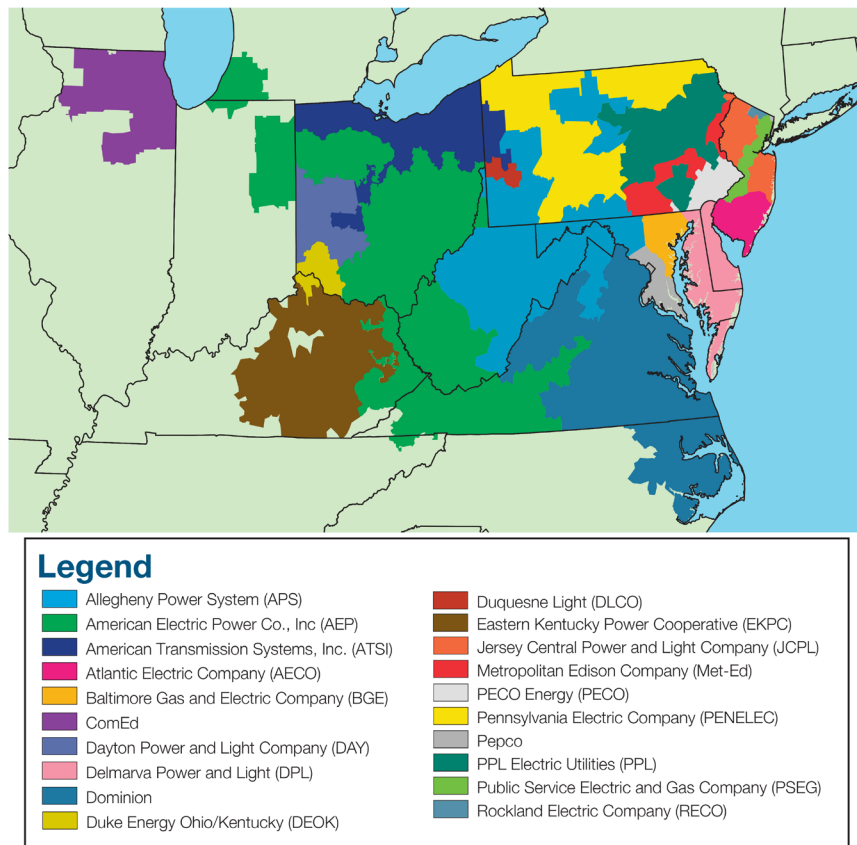 Legend
Allegheny Power System (APS)
American Electric Power Co., Inc (AEP)
American Transmission Systems, Inc. (ATSI)
Atlantic Electric Company (AECO)
Baltimore Gas and Electric Company (BGE)
ComEd
Dayton Power and Light Company (DAY)
Delmarva Power and Light (DPL)
Dominion
Duke Energy Ohio/Kentucky (DEOK)
Duquesne Light (DLCO)
Eastern Kentucky Power Cooperative (EKPC)
Jersey Central Power and Light Company (JCPL)
Metropolitan Edison Company (Met-Ed)
PECO Energy (PECO)
Pennsylvania Electric Company (PENELEC)
Pepco
PPL Electric Utilities (PPL)
Public Service Electric and Gas Company (PSEG)
Rockland Electric Company (RECO)